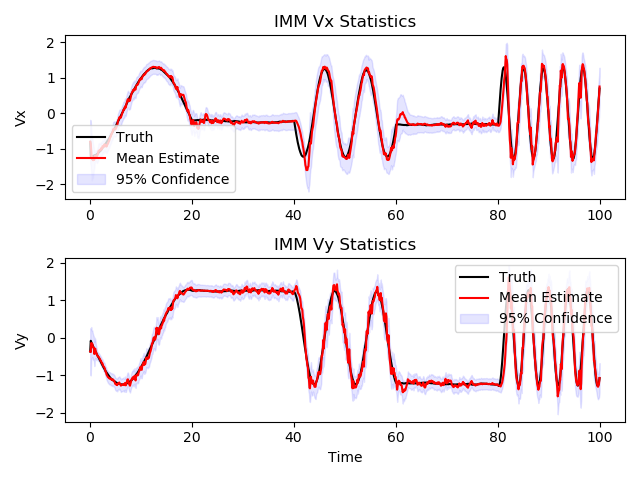 IMM Vx Statistics
Vx
2
1
0
−1
−2
Truth
Mean Estimate
95% Confidence
0 20 40 60 80 100
IMM Vy Statistics
Vy
2
1
0
−1
−2
Truth
Mean Estimate
95% Confidence
0 20 40 60 80 100
Time